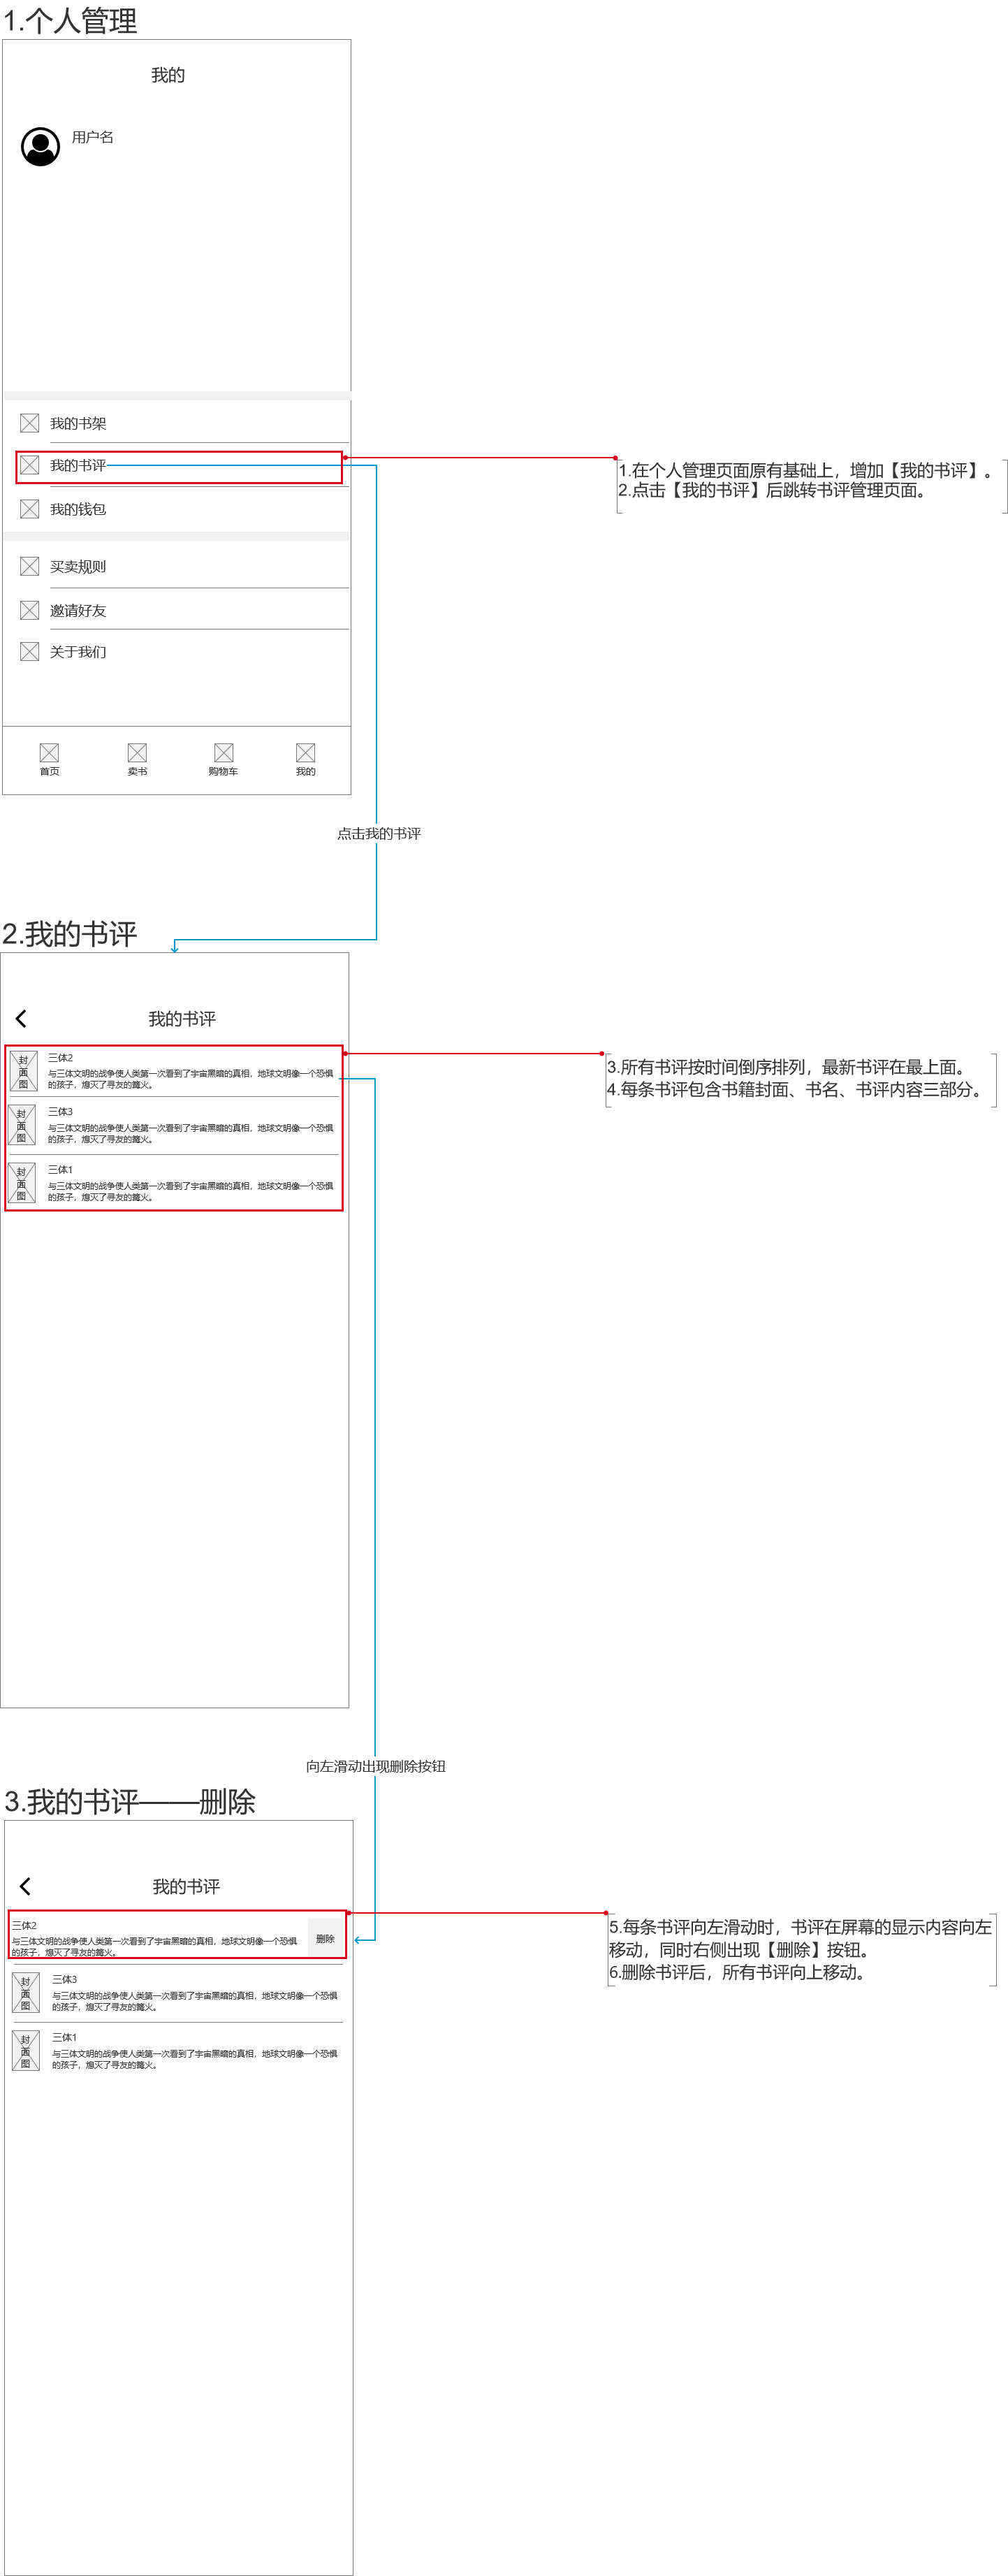 1.个人管理
我的
用户名
我的书架
我的书评
我的钱包
买卖规则
邀请好友
关于我们
首页
卖书
购物车
我的
1.在个人管理页面原有基础上，增加【我的书评】。
2.点击【我的书评】后跳转书评管理页面。
点击我的书评
2.我的书评
我的书评
封
面
图
三体2
与三体文明的战争使人类第一次看到了宇宙黑暗的真相，地球文明像一个恐惧
的孩子，熄灭了寻友的篝火。
封
面
图
三体3
与三体文明的战争使人类第一次看到了宇宙黑暗的真相，地球文明像一个恐惧
的孩子，熄灭了寻友的篝火。
封
面
图
三体1
与三体文明的战争使人类第一次看到了宇宙黑暗的真相，地球文明像一个恐惧
的孩子，熄灭了寻友的篝火。
3.所有书评按时间倒序排列，最新书评在最上面。
4.每条书评包含书籍封面、书名、书评内容三部分。
向左滑动出现删除按钮
3.我的书评——删除
我的书评
三体2
与三体文明的战争使人类第一次看到了宇宙黑暗的真相，地球文明像一个恐惧
的孩子，熄灭了寻友的篝火。
删除
封
面
图
三体3
与三体文明的战争使人类第一次看到了宇宙黑暗的真相，地球文明像一个恐惧
的孩子，熄灭了寻友的篝火。
封
面
图
三体1
与三体文明的战争使人类第一次看到了宇宙黑暗的真相，地球文明像一个恐惧
的孩子，熄灭了寻友的篝火。
5.每条书评向左滑动时，书评在屏幕的显示内容向左
移动，同时右侧出现【删除】按钮。
6.删除书评后，所有书评向上移动。